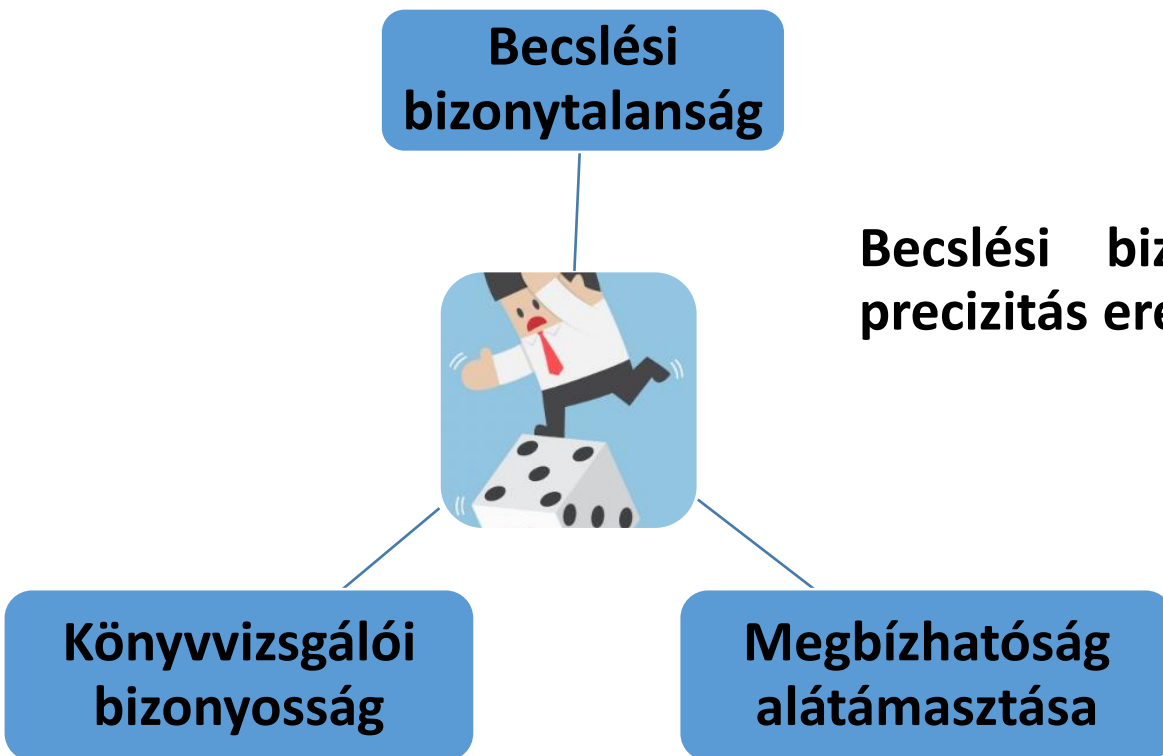 Becslési
bizonytalanság
Becslési
precizitás
Könyvvizsgálói
bizonyosság
Megbízhatóság
alátámasztása